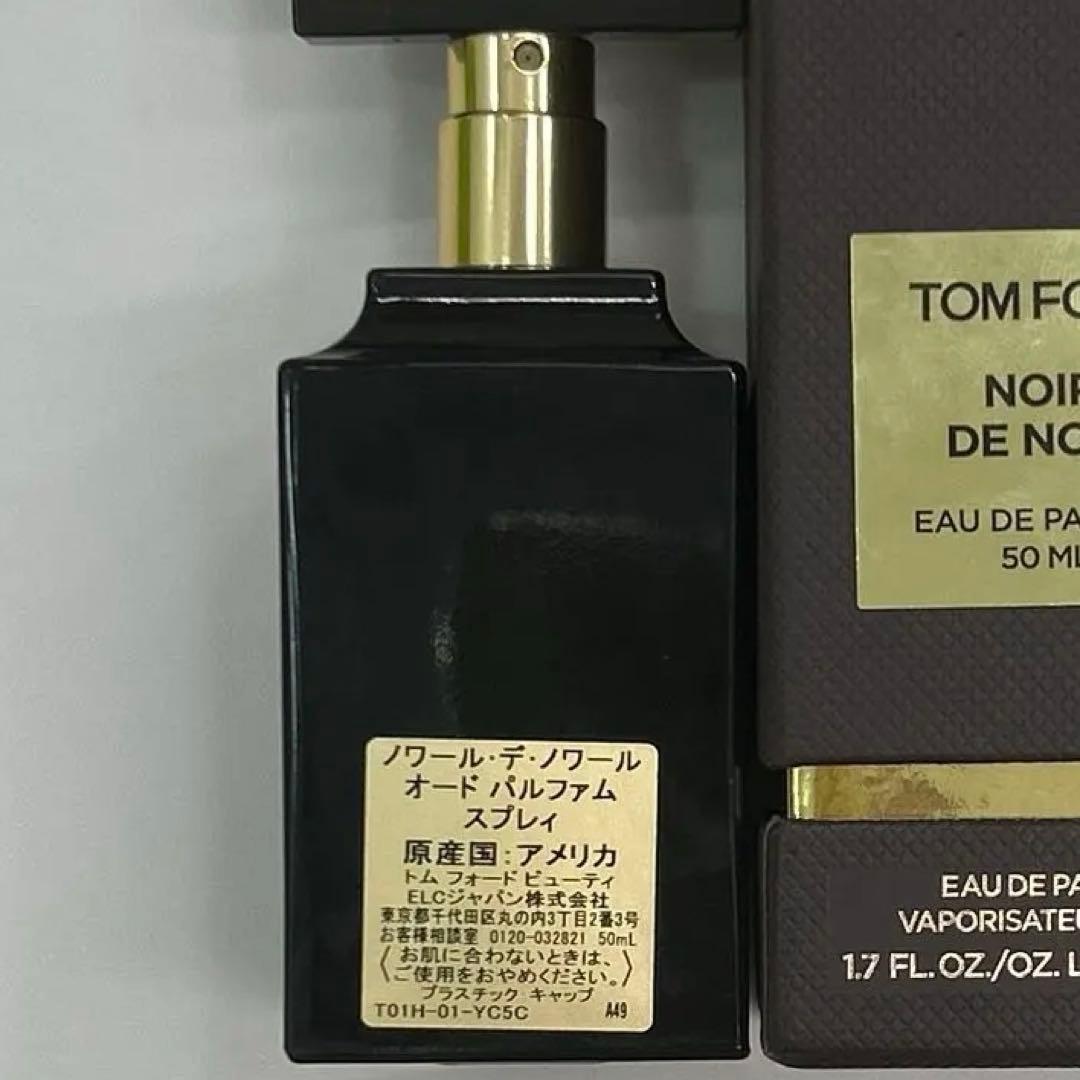 ノワール・デ・ノワール
オード パルファム
スプレィ
原産国：アメリカ
トム フォード ビューティ
ELCジャパン株式会社
東京都千代田区丸の内3丁目2番3号
お客様相談室 0120-032821 50mL
〈お肌に合わないときは、
ご使用をおやめください。〉
プラスチック キャップ
T01H-01-YC5C A49
TOM FO
NOIR
DE NO
EAU DE PA
50 ML
EAU DE PA
VAPORISATEU
1.7 FL.OZ./OZ. L